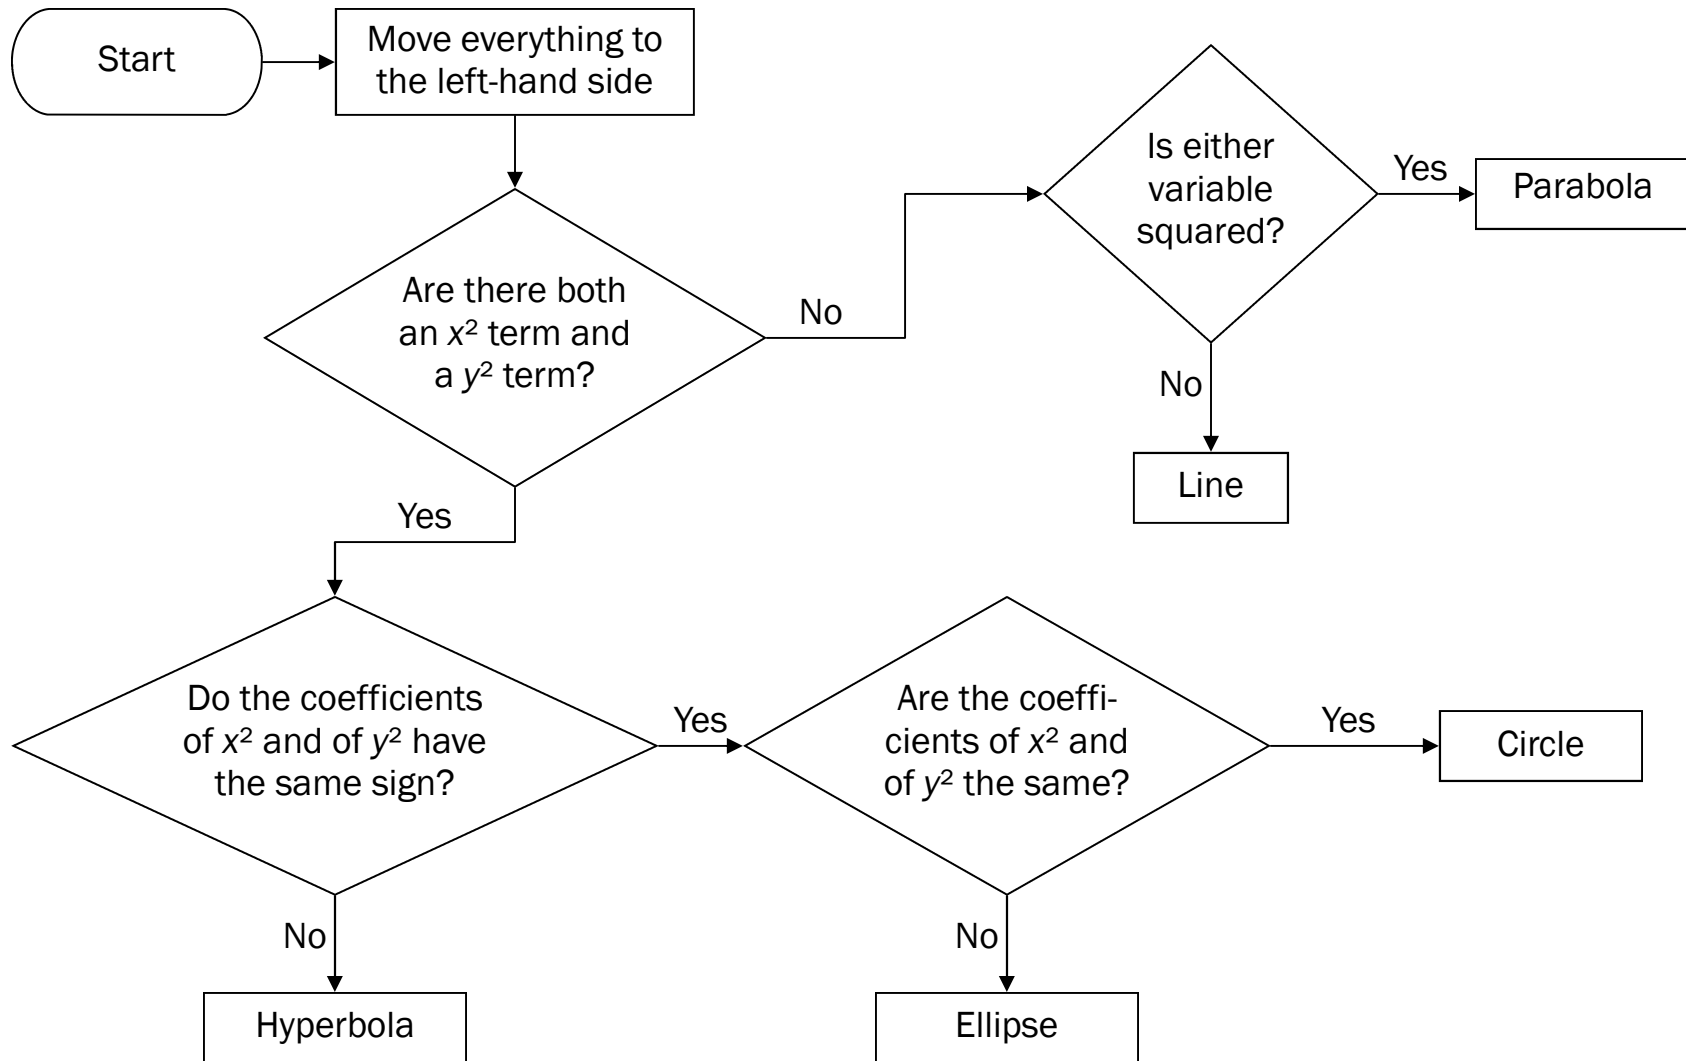 Start
Move everything to
the left-hand side
Are there both
an x² term and
a y² term?
No
Is either
variable
squared?
Yes
Parabola
No
Line
Yes
Do the coefficients
of x² and of y² have
the same sign?
Yes
Are the coeffi-
cients of x² and
of y² the same?
Yes
Circle
No
Hyperbola
No
Ellipse